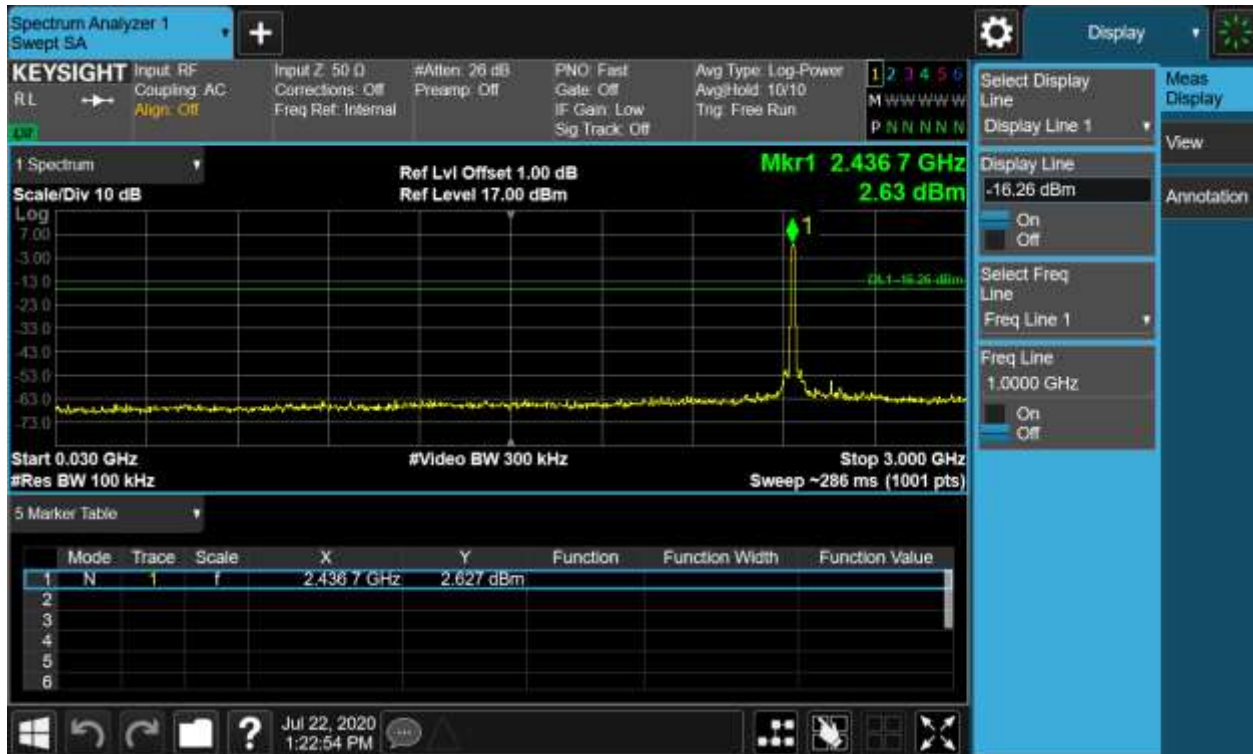 Spectrum Analyzer 1
Swept SA
+
Display
KEYSIGHT
RL
Input: RF
Coupling: AC
Align: Off
Input Z: 50 Ω
Corrections: Off
Freq Ref: Internal
#Atten: 26 dB
Preamp: Off
PNO: Fast
Gate: Off
IF Gain: Low
Sig Track: Off
Avg Type: Log-Power
Avg|Hold: 10/10
Trig: Free Run
1 2 3 4 5 6
M W W W W W
P N N N N N
1 Spectrum
Scale/Div 10 dB
Ref Lvl Offset 1.00 dB
Ref Level 17.00 dBm
Mkr1 2.436 7 GHz
2.63 dBm
Log
7.00
-3.00
-13.0
-23.0
-33.0
-43.0
-53.0
-63.0
-73.0
1
DL1 -16.26 dBm
Start 0.030 GHz
#Video BW 300 kHz
Stop 3.000 GHz
#Res BW 100 kHz
Sweep ~286 ms (1001 pts)
5 Marker Table
Mode Trace Scale X Y Function Function Width Function Value
1 N 1 f 2.436 7 GHz 2.627 dBm
2
3
4
5
6
Select Display
Line
Display Line 1
Display Line
-16.26 dBm
On
Off
Select Freq
Line
Freq Line 1
Freq Line
1.0000 GHz
On
Off
Meas
Display
View
Annotation
?
Jul 22, 2020
1:22:54 PM